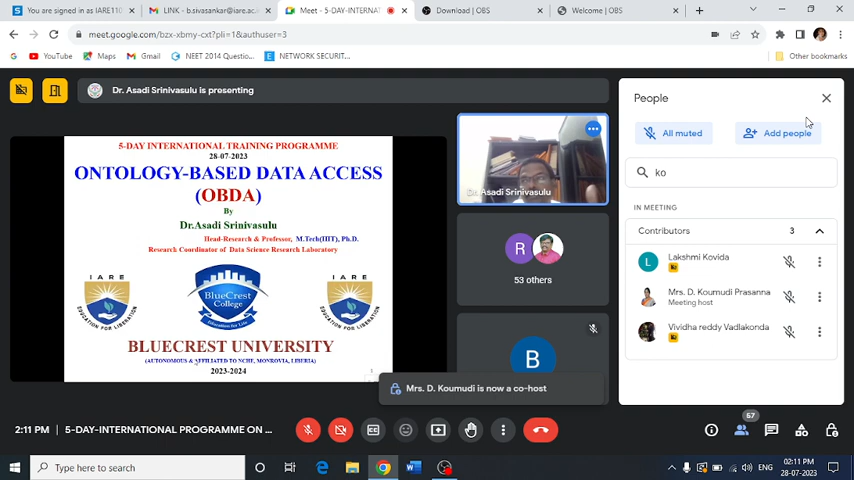 You are signed in as IARE110
LINK - b.sivasankar@iare.ac.
Meet - 5-DAY-INTERNATI
Download | OBS
Welcome | OBS
meet.google.com/bzx-xbmy-cxt?pli=1&authuser=3
YouTube
Maps
Gmail
NEET 2014 Questio...
NETWORK SECURIT...
Other bookmarks
Dr. Asadi Srinivasulu is presenting
5-DAY INTERNATIONAL TRAINING PROGRAMME
28-07-2023
ONTOLOGY-BASED DATA ACCESS
(OBDA)
By
Dr.Asadi Srinivasulu
Head-Research & Professor, M.Tech(IIIT), Ph.D.
Research Coordinator of Data Science Research Laboratory
IARE
EDUCATION FOR LIBERATION
BlueCrest
College
Education for Life
IARE
EDUCATION FOR LIBERATION
BLUECREST UNIVERSITY
(AUTONOMOUS & AFFILIATED TO NCHE, MONROVIA, LIBERIA)
2023-2024
1
Dr. Asadi Srinivasulu
R
53 others
B
Mrs. D. Koumudi is now a co-host
People
All muted
Add people
ko
IN MEETING
Contributors 3
L
Lakshmi Kovida
Mrs. D. Koumudi Prasanna
Meeting host
Vividha reddy Vadlakonda
2:11 PM | 5-DAY-INTERNATIONAL PROGRAMME ON ...
57
Type here to search
ENG
02:11 PM
28-07-2023